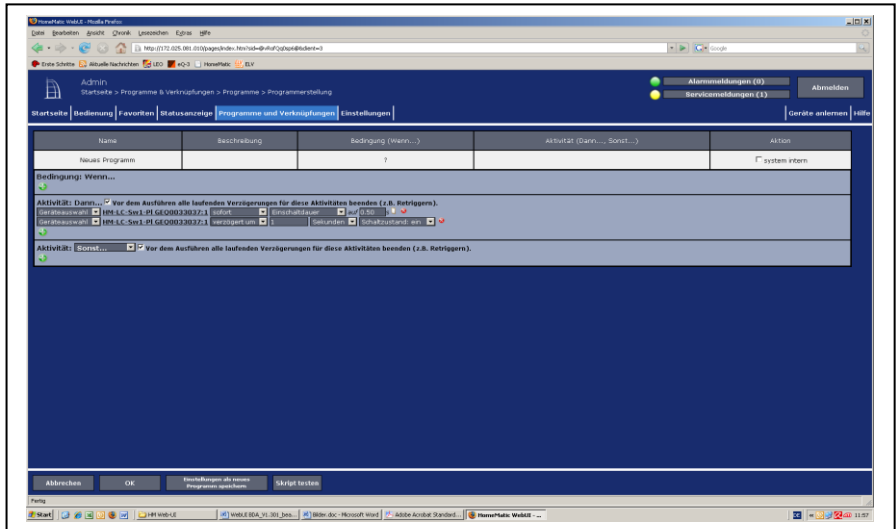 HomeMatic WebUI - Mozilla Firefox
Datei Bearbeiten Ansicht Chronik Lesezeichen Extras Hilfe
Google
Erste Schritte Aktuelle Nachrichten LEO eQ-3 HomeMatic ELV
Admin
Startseite > Programme & Verknüpfungen > Programme > Programmerstellung
Alarmmeldungen (0)
Servicemeldungen (1)
Abmelden
Startseite Bedienung Favoriten Statusanzeige Programme und Verknüpfungen Einstellungen Geräte anlernen Hilfe
Name Beschreibung Bedingung (Wenn...) Aktivität (Dann..., Sonst...) Aktion
Neues Programm ? system intern
Bedingung: Wenn...
Aktivität: Dann... Vor dem Ausführen alle laufenden Verzögerungen für diese Aktivitäten beenden (z.B. Retriggern).
Geräteauswahl HM-LC-Sw1-Pl GEQ0033037:1 sofort Einschaltdauer auf 0.50 s
Geräteauswahl HM-LC-Sw1-Pl GEQ0033037:1 verzögert um 1 Sekunden Schaltzustand: ein
Aktivität: Sonst... Vor dem Ausführen alle laufenden Verzögerungen für diese Aktivitäten beenden (z.B. Retriggern).
Abbrechen OK Einstellungen als neues Programm speichern Skript testen
Fertig
Start HM Web-UI WebUI BDA_V1.301_beo... Bilder.doc - Microsoft Word Adobe Acrobat Standard... HomeMatic WebUI - ... DE 11:57